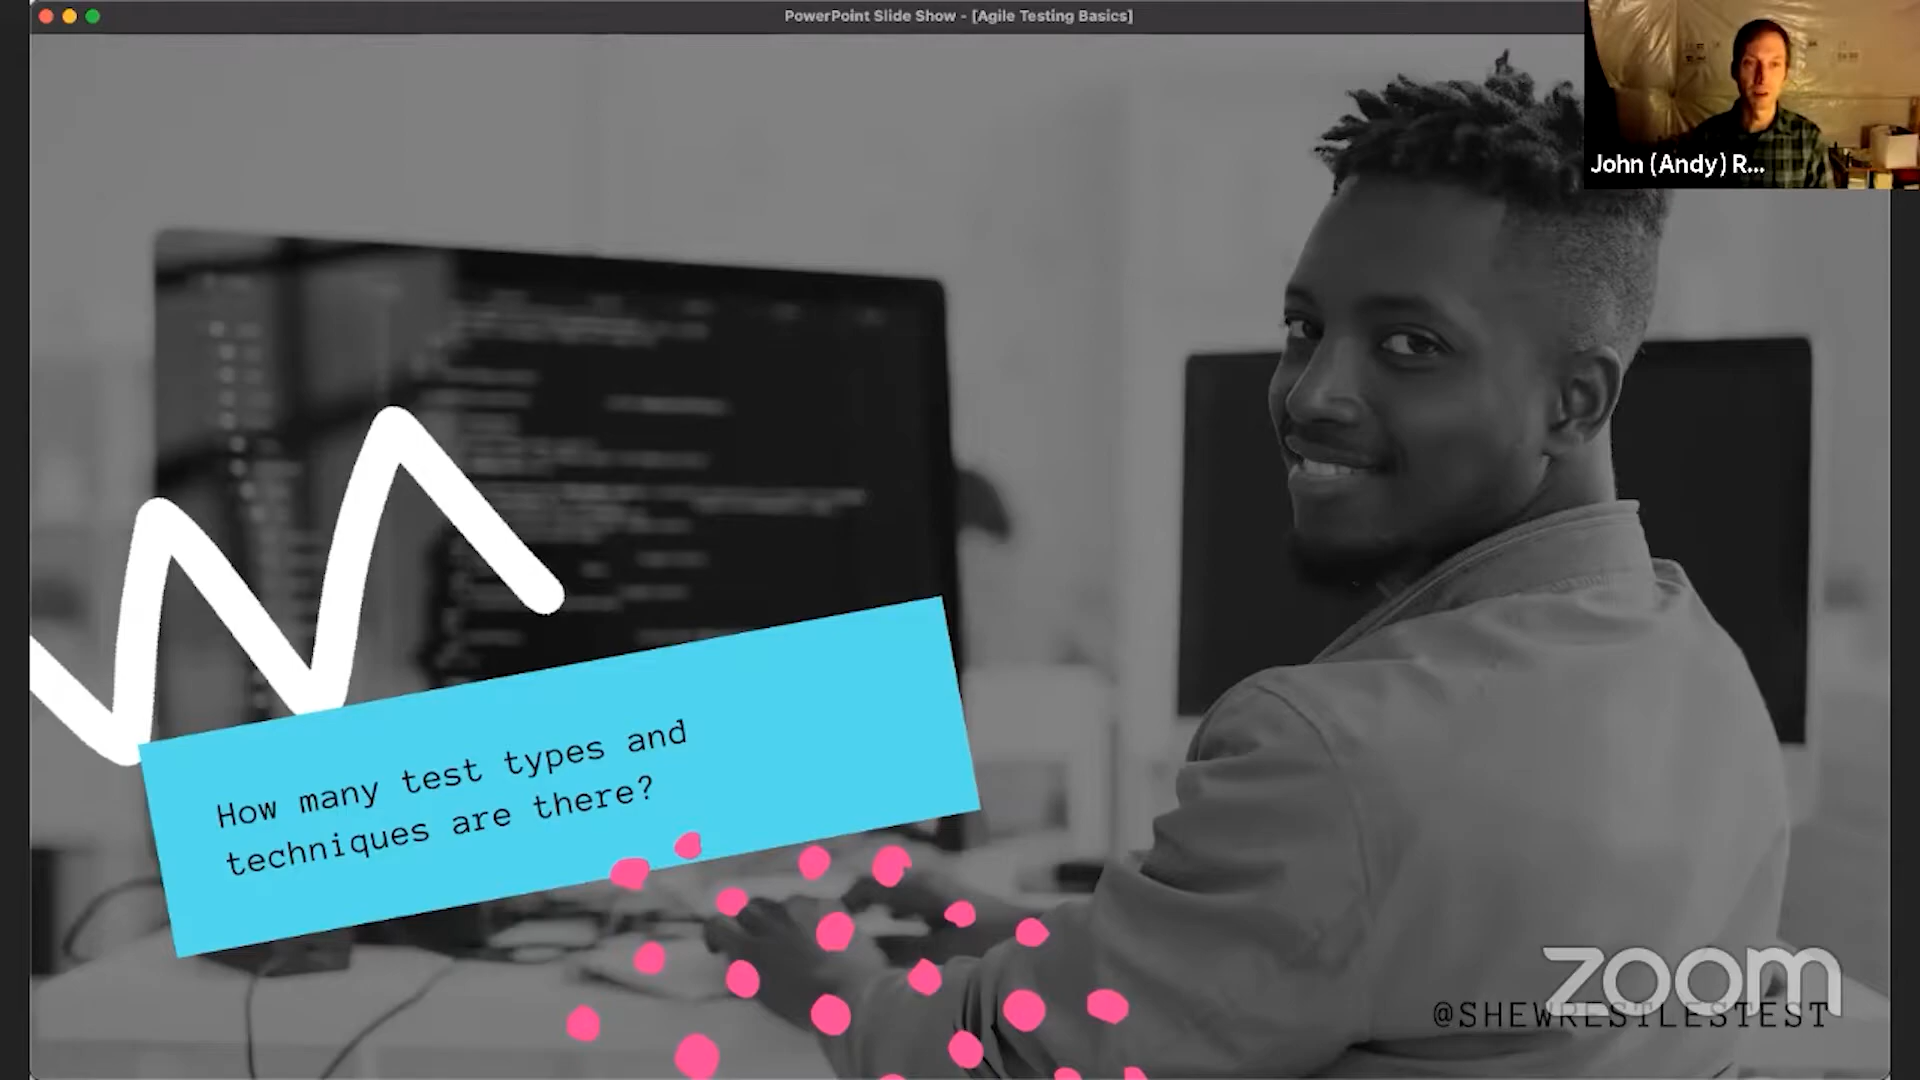 PowerPoint Slide Show - [Agile Testing Basics]
John (Andy) R...
How many test types and
techniques are there?
zoom
@SHEWRESTLESTEST